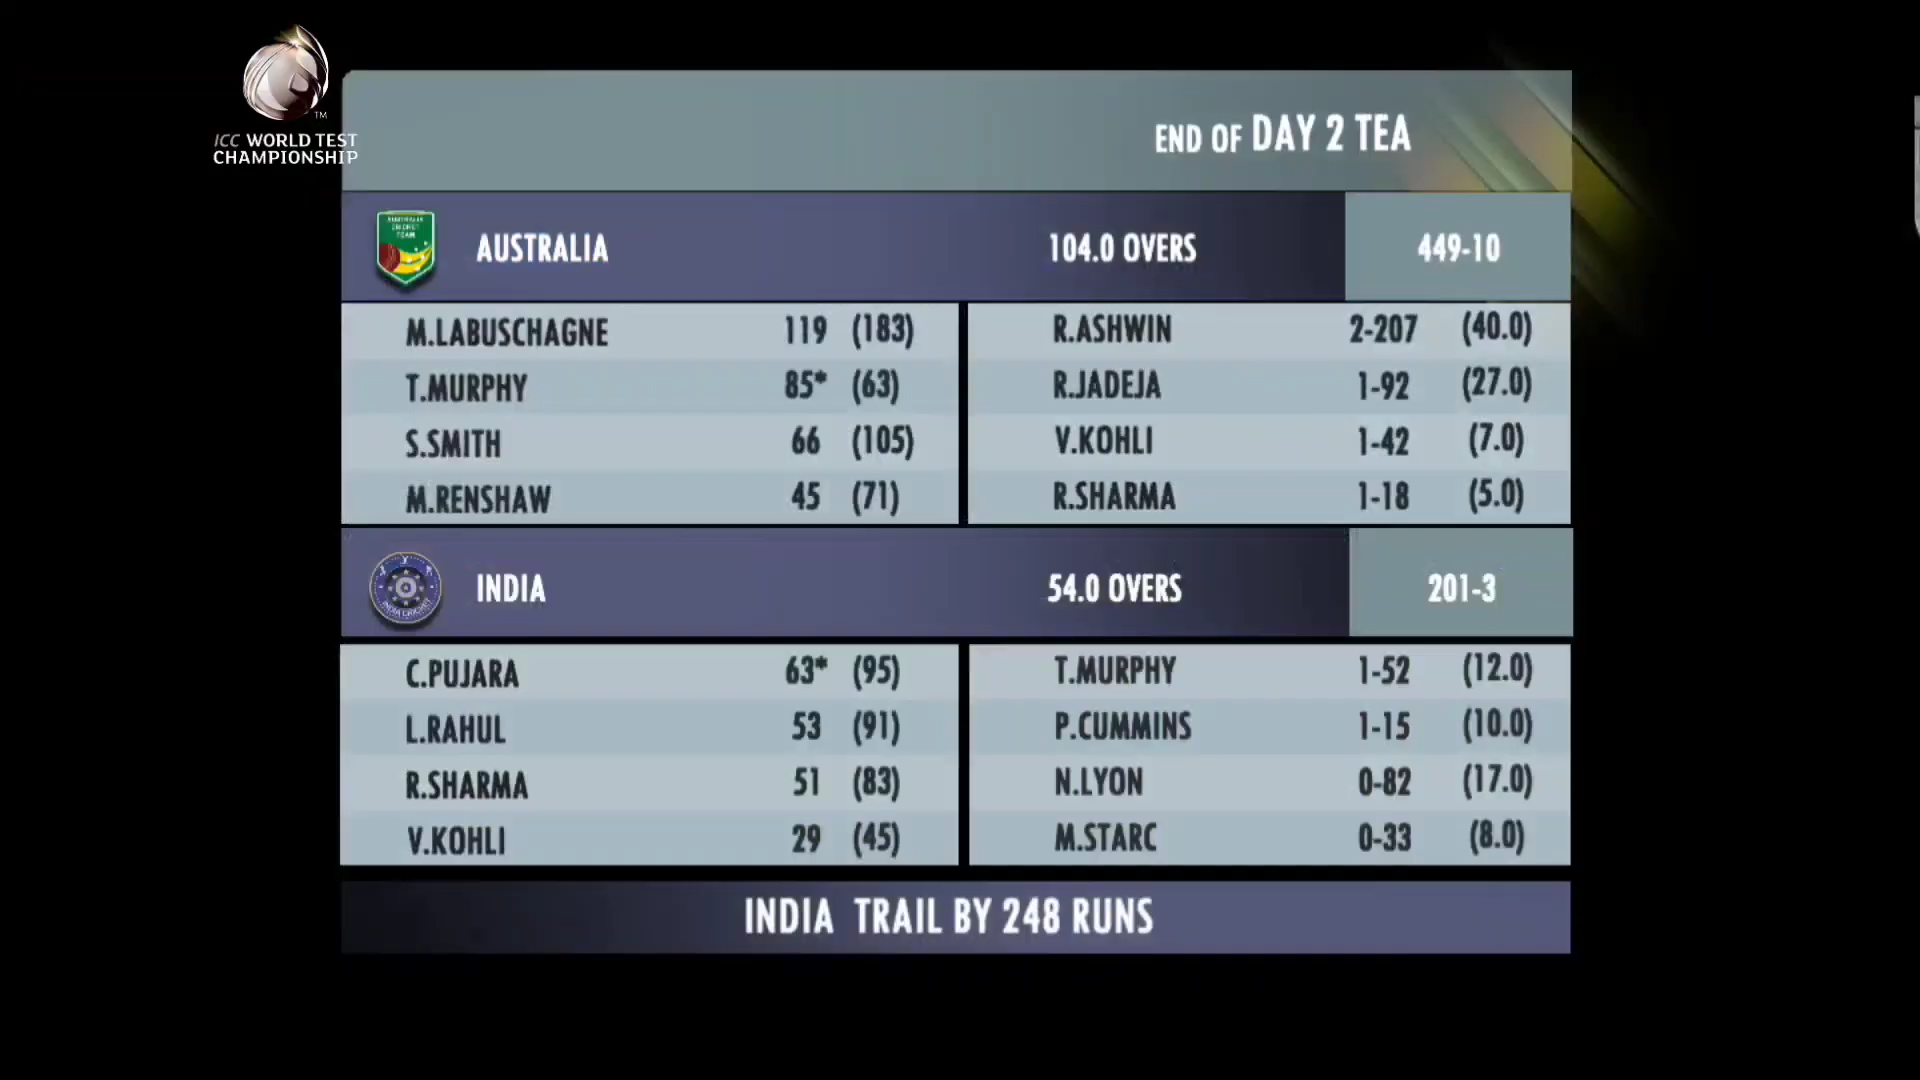 ICC WORLD TEST
CHAMPIONSHIP
TM
END OF DAY 2 TEA
AUSTRALIA 104.0 OVERS 449-10
M.LABUSCHAGNE 119 (183) R.ASHWIN 2-207 (40.0)
T.MURPHY 85* (63) R.JADEJA 1-92 (27.0)
S.SMITH 66 (105) V.KOHLI 1-42 (7.0)
M.RENSHAW 45 (71) R.SHARMA 1-18 (5.0)
INDIA 54.0 OVERS 201-3
C.PUJARA 63* (95) T.MURPHY 1-52 (12.0)
L.RAHUL 53 (91) P.CUMMINS 1-15 (10.0)
R.SHARMA 51 (83) N.LYON 0-82 (17.0)
V.KOHLI 29 (45) M.STARC 0-33 (8.0)
INDIA TRAIL BY 248 RUNS